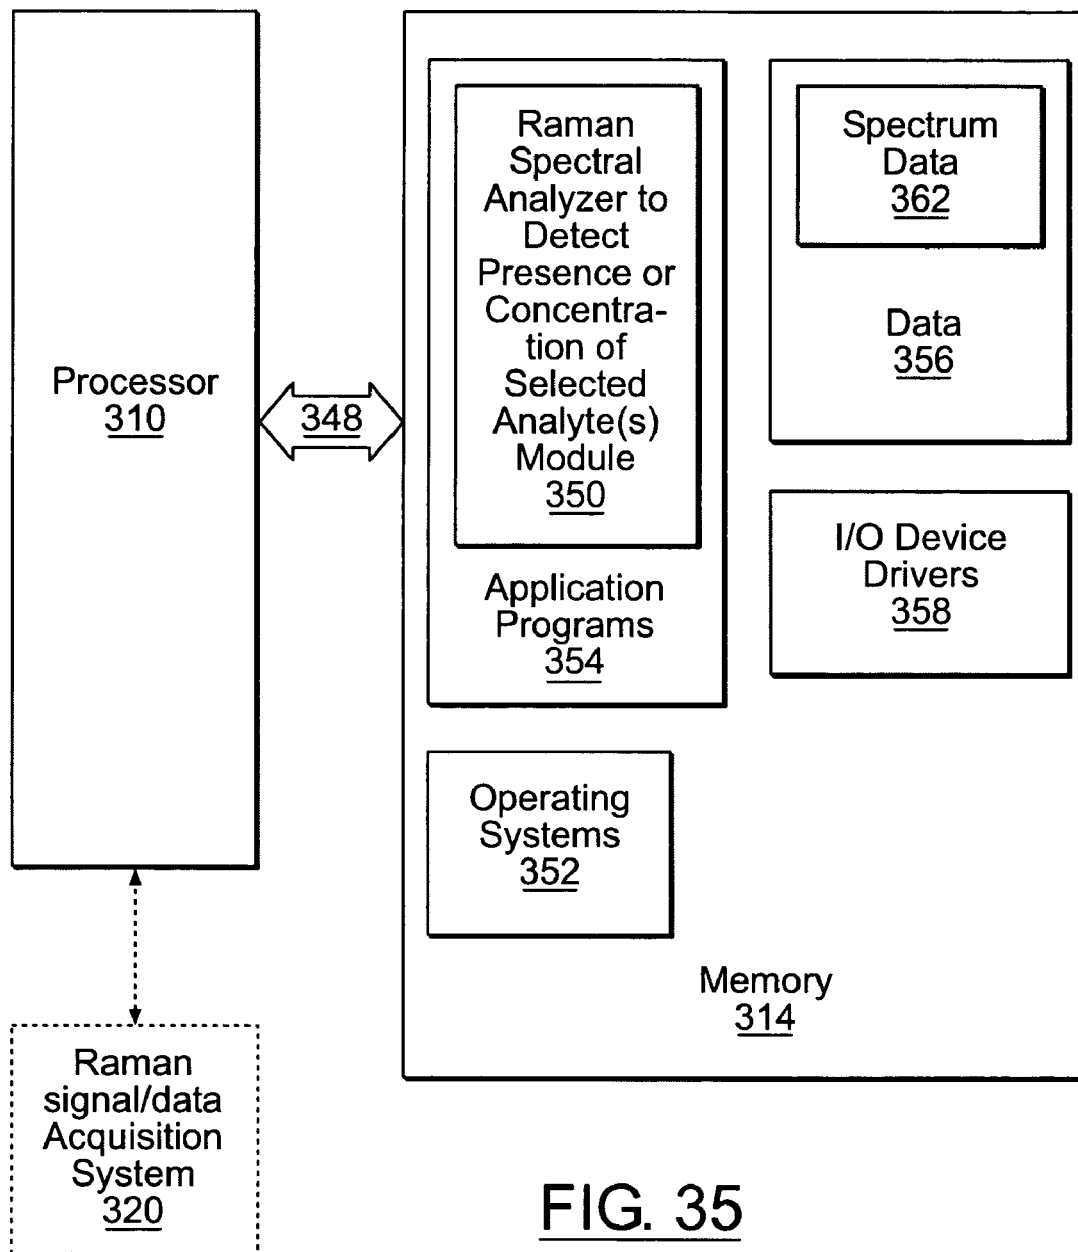 Processor
310
348
Raman
Spectral
Analyzer to
Detect
Presence or
Concentra-
tion of
Selected
Analyte(s)
Module
350
Application
Programs
354
Spectrum
Data
362
Data
356
I/O Device
Drivers
358
Operating
Systems
352
Memory
314
Raman
signal/data
Acquisition
System
320
FIG. 35